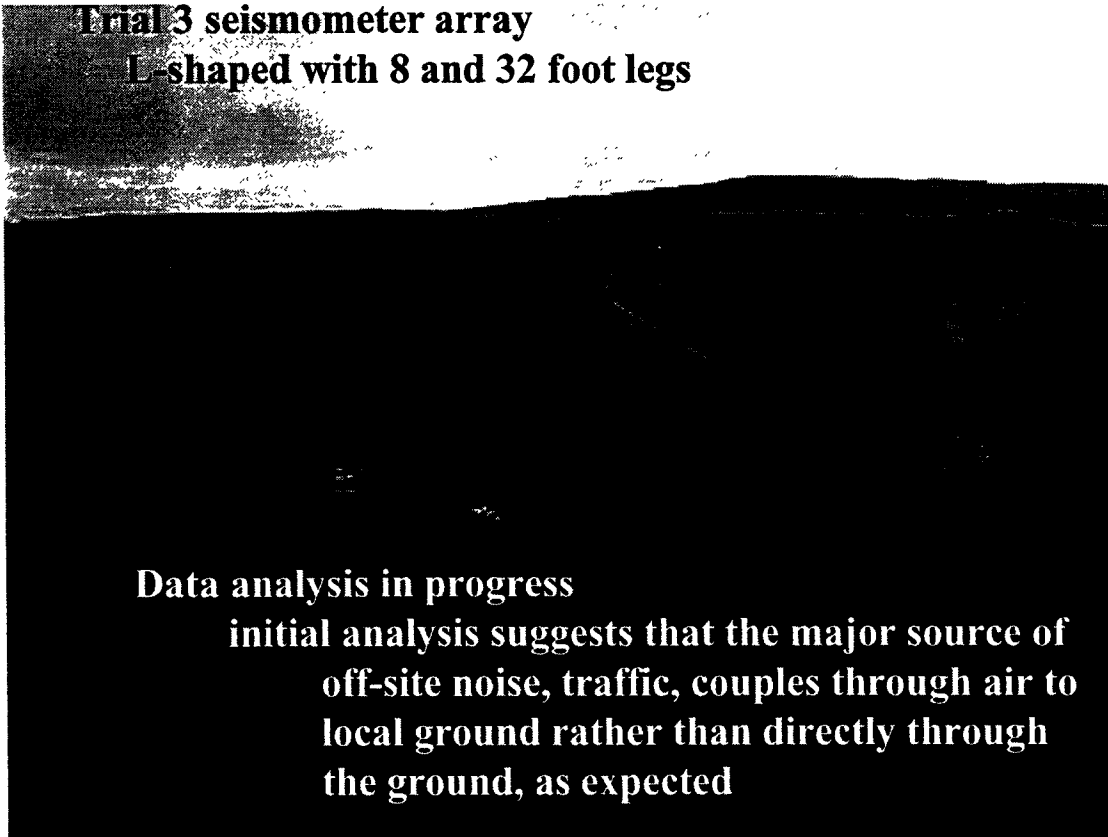 Trial 3 seismometer array
L-shaped with 8 and 32 foot legs
Data analysis in progress
initial analysis suggests that the major source of
off-site noise, traffic, couples through air to
local ground rather than directly through
the ground, as expected